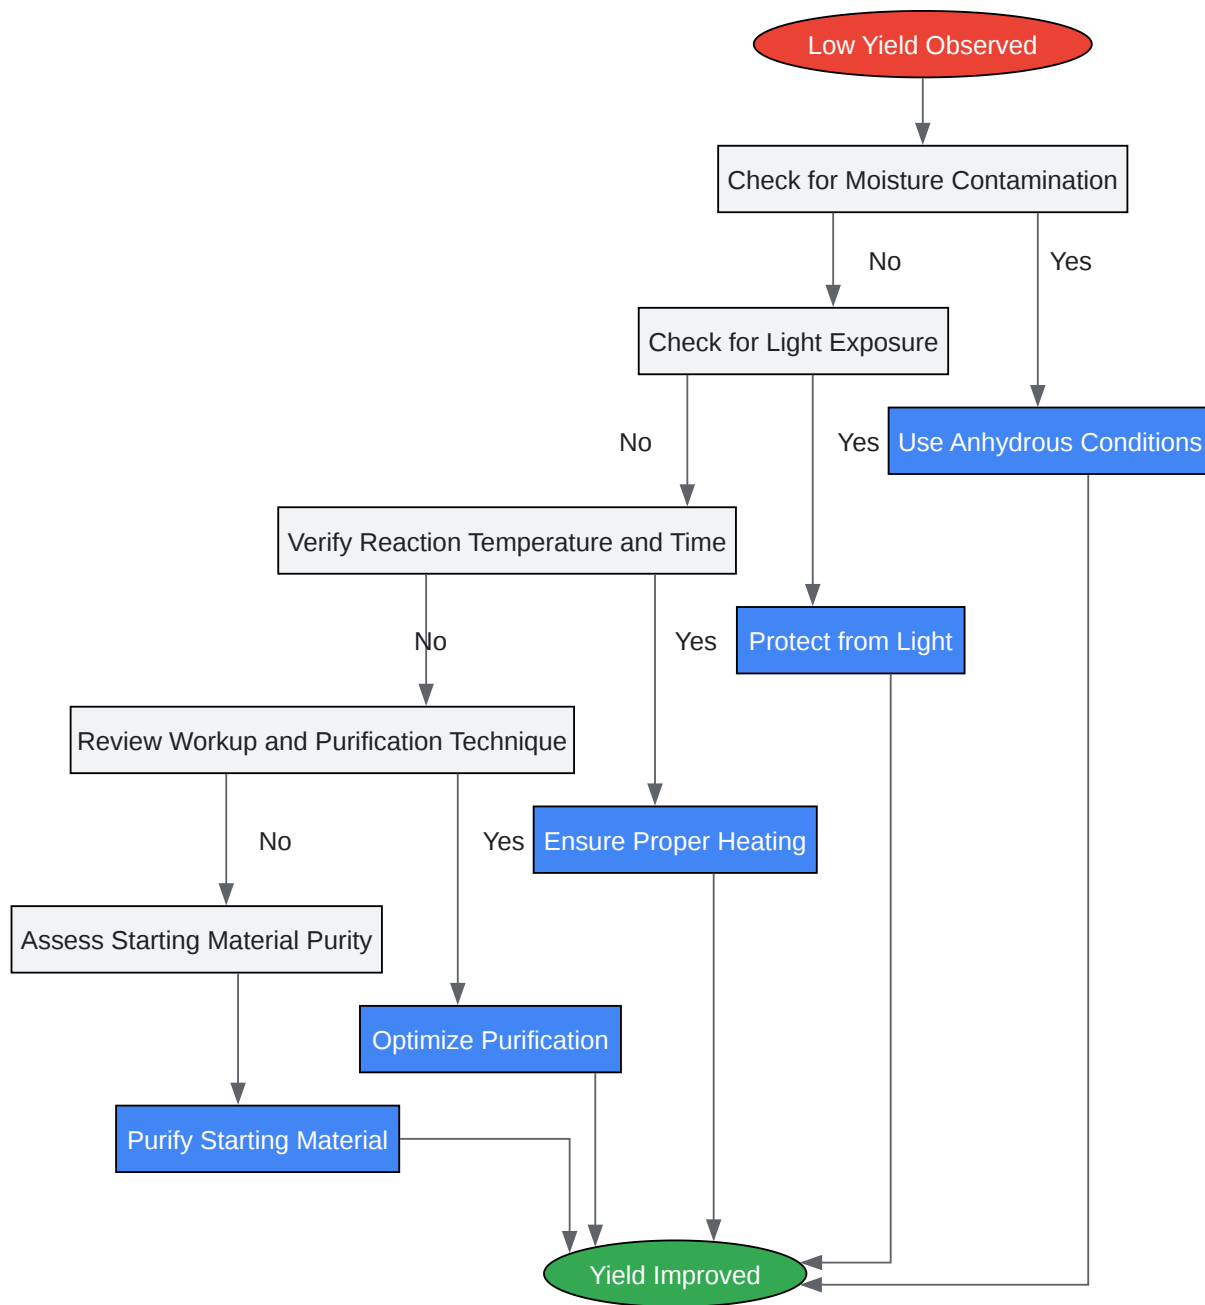 Low Yield Observed
Check for Moisture Contamination
No
Yes
Check for Light Exposure
No
Yes
Use Anhydrous Conditions
Verify Reaction Temperature and Time
No
Yes
Protect from Light
Review Workup and Purification Technique
No
Yes
Ensure Proper Heating
Assess Starting Material Purity
Optimize Purification
Purify Starting Material
Yield Improved